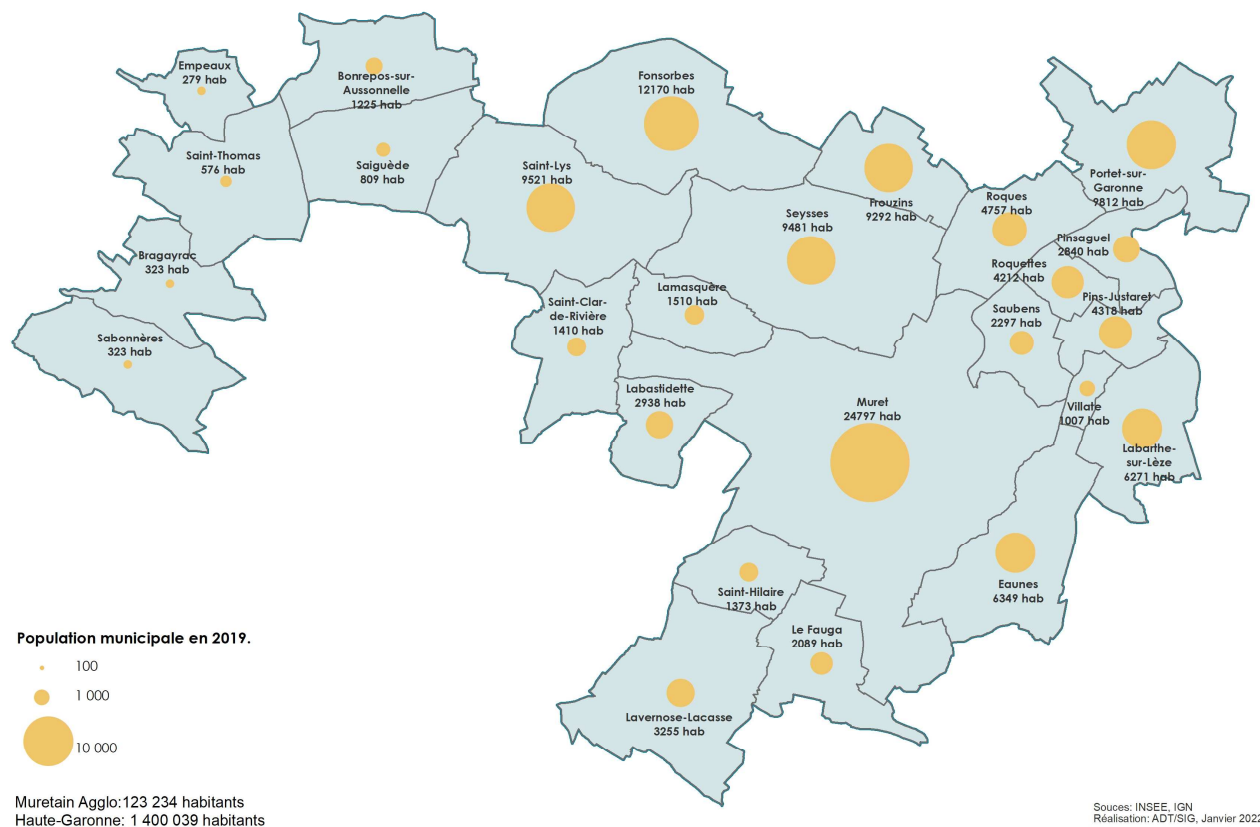 Empeaux
279 hab
Bonrepos-sur-
Aussonnelle
1225 hab
Fonsorbes
12170 hab
Saint-Thomas
576 hab
Saiguède
809 hab
Saint-Lys
9521 hab
Frouzins
9292 hab
Portet-sur-
Garonne
9812 hab
Seysses
9481 hab
Roques
4757 hab
Pinsaguel
2840 hab
Roquettes
4212 hab
Pins-Justaret
4318 hab
Bragayrac
323 hab
Sabonnères
323 hab
Saint-Clar-
de-Rivière
1410 hab
Lamasquère
1510 hab
Saubens
2297 hab
Labastidette
2938 hab
Muret
24797 hab
Villate
1007 hab
Labarthe-
sur-Lèze
6271 hab
Eaunes
6349 hab
Saint-Hilaire
1373 hab
Le Fauga
2089 hab
Lavernose-Lacasse
3255 hab
Population municipale en 2019.
100
1 000
10 000
Muretain Agglo:123 234 habitants
Haute-Garonne: 1 400 039 habitants
Souces: INSEE, IGN
Réalisation: ADT/SIG, Janvier 2022